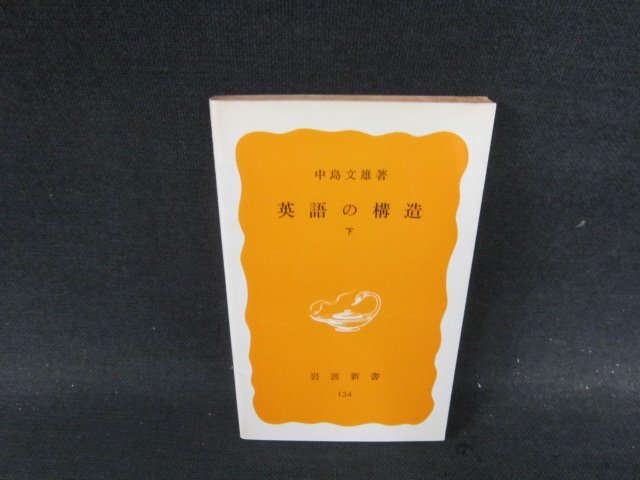 中島文雄著
英語の構造
下
岩波新書
134